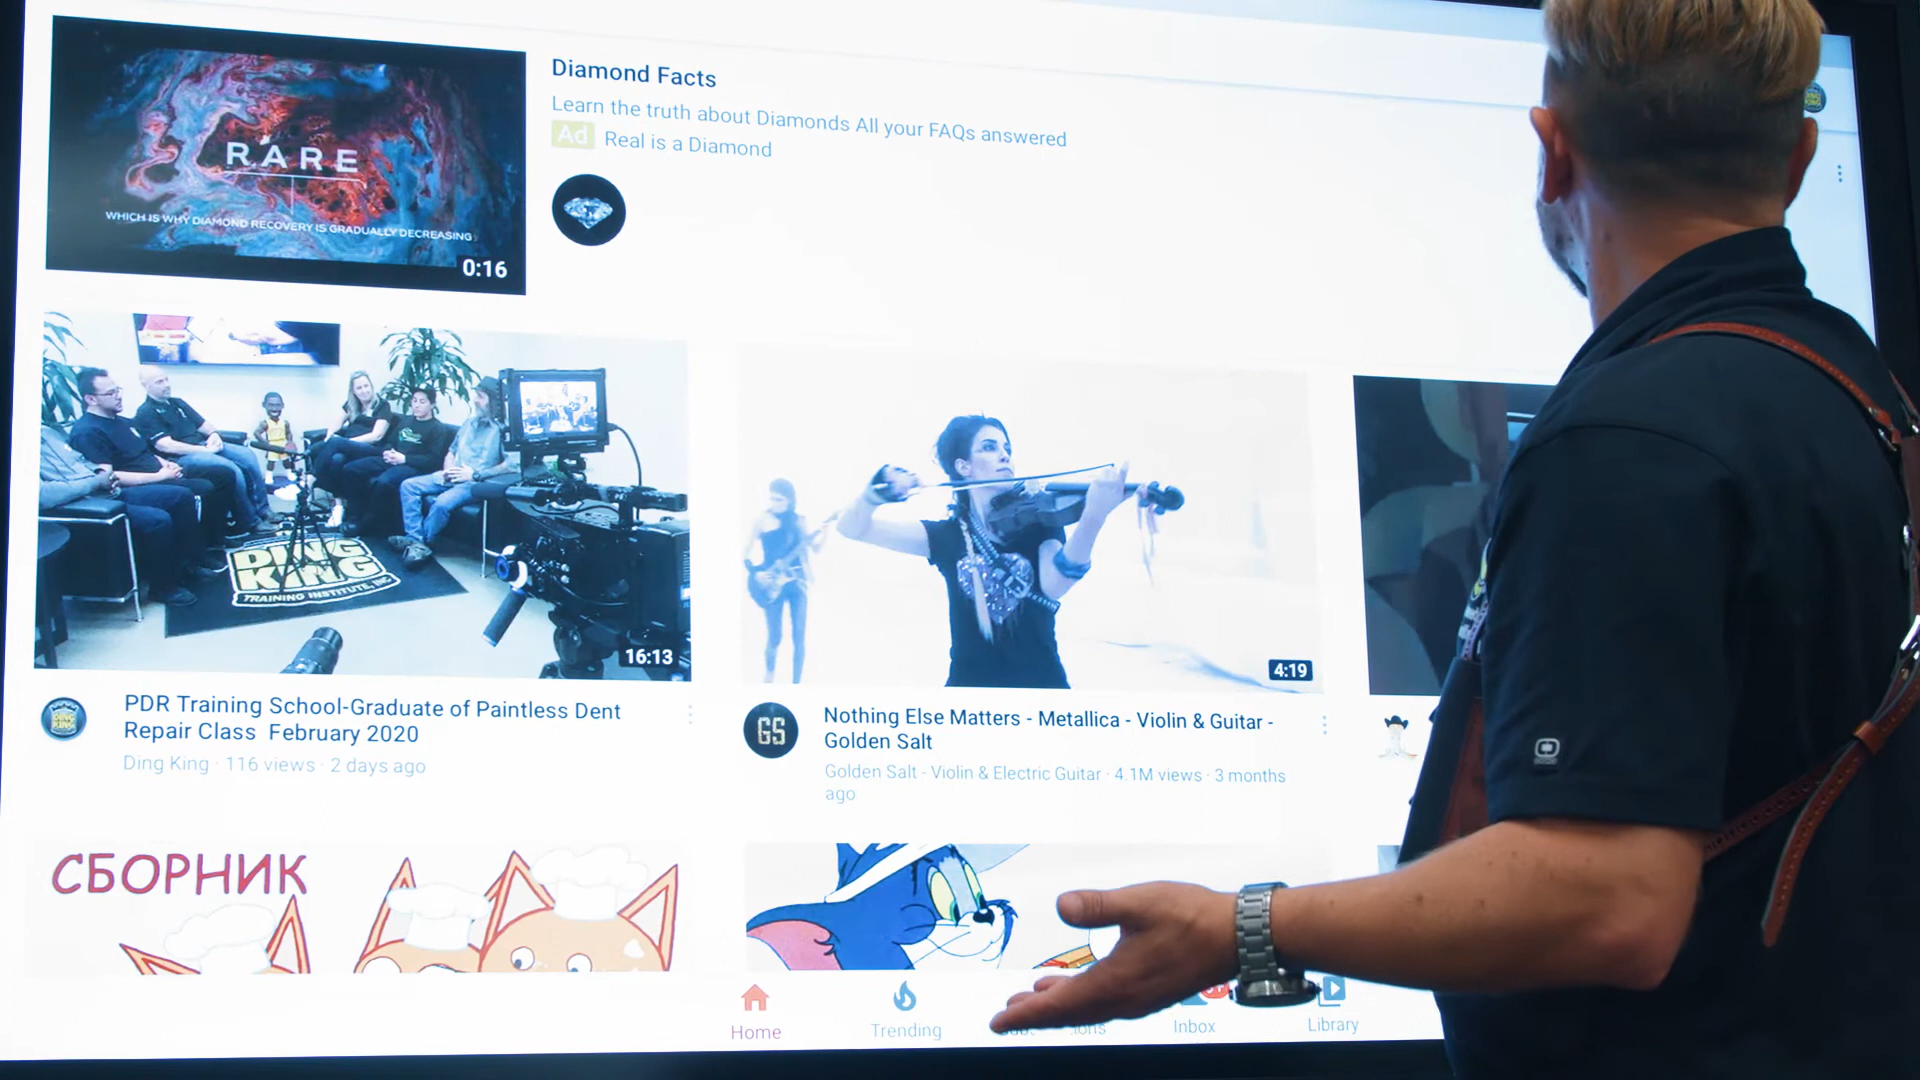 Diamond Facts
Learn the truth about Diamonds All your FAQs answered
Ad Real is a Diamond
RARE
WHICH IS WHY DIAMOND RECOVERY IS GRADUALLY DECREASING
0:16
DING
KING
TRAINING INSTITUTE, INC
16:13
4:19
PDR Training School-Graduate of Paintless Dent
Repair Class February 2020
Ding King · 116 views · 2 days ago
GS
Nothing Else Matters - Metallica - Violin & Guitar -
Golden Salt
Golden Salt - Violin & Electric Guitar · 4.1M views · 3 months
ago
СБОРНИК
Home
Trending
Inbox
Library